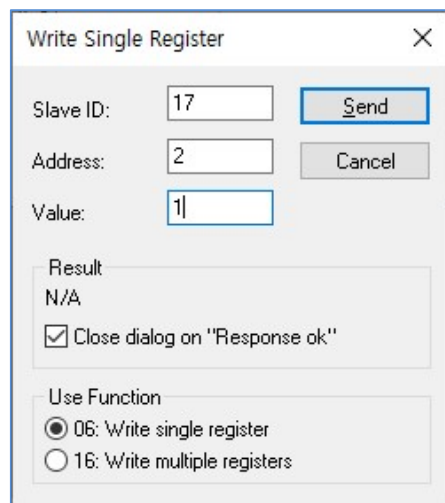 Write Single Register
Slave ID: 17 Send
Address: 2 Cancel
Value: 1
Result
N/A
Close dialog on "Response ok"
Use Function
06: Write single register
16: Write multiple registers